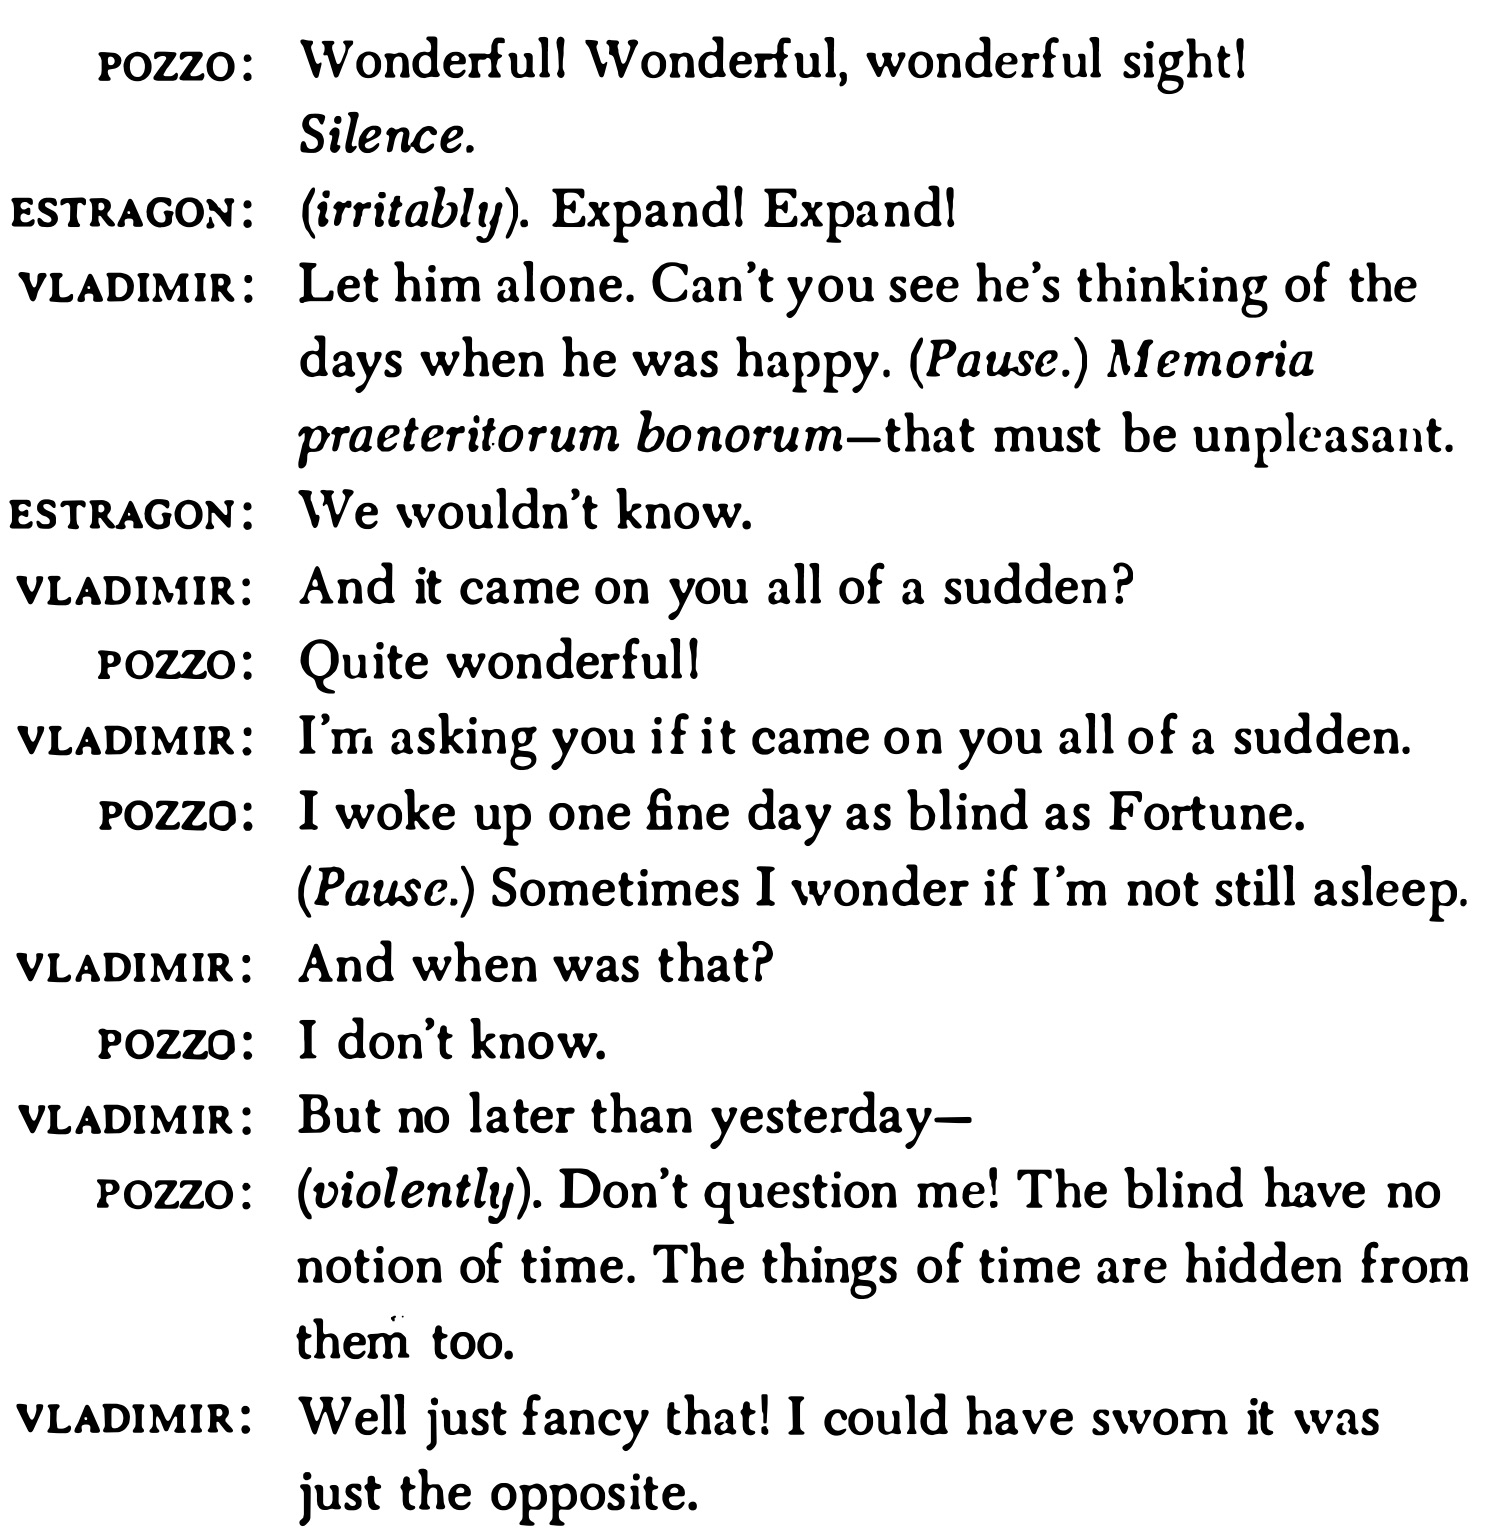 POZZO: Wonderful! Wonderful, wonderful sight!
Silence.
ESTRAGON: (irritably). Expand! Expand!
VLADIMIR: Let him alone. Can't you see he's thinking of the
days when he was happy. (Pause.) Memoria
praeteritorum bonorum—that must be unpleasant.
ESTRAGON: We wouldn't know.
VLADIMIR: And it came on you all of a sudden?
POZZO: Quite wonderful!
VLADIMIR: I'm asking you if it came on you all of a sudden.
POZZO: I woke up one fine day as blind as Fortune.
(Pause.) Sometimes I wonder if I'm not still asleep.
VLADIMIR: And when was that?
POZZO: I don't know.
VLADIMIR: But no later than yesterday—
POZZO: (violently). Don't question me! The blind have no
notion of time. The things of time are hidden from
them too.
VLADIMIR: Well just fancy that! I could have sworn it was
just the opposite.